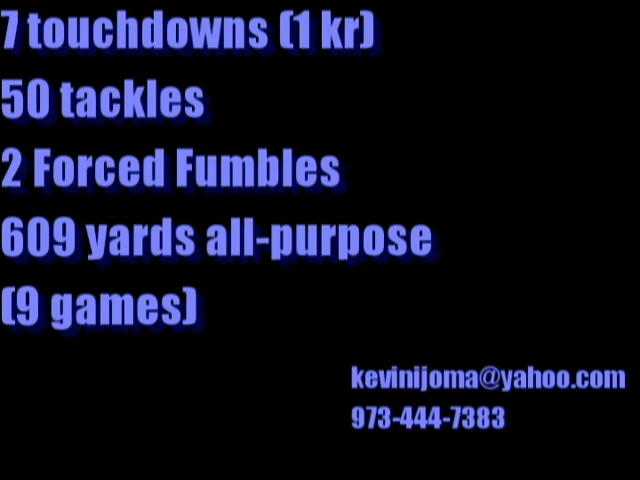 7 touchdowns (1 kr)
50 tackles
2 Forced Fumbles
609 yards all-purpose
(9 games)
kevinijoma@yahoo.com
973-444-7383